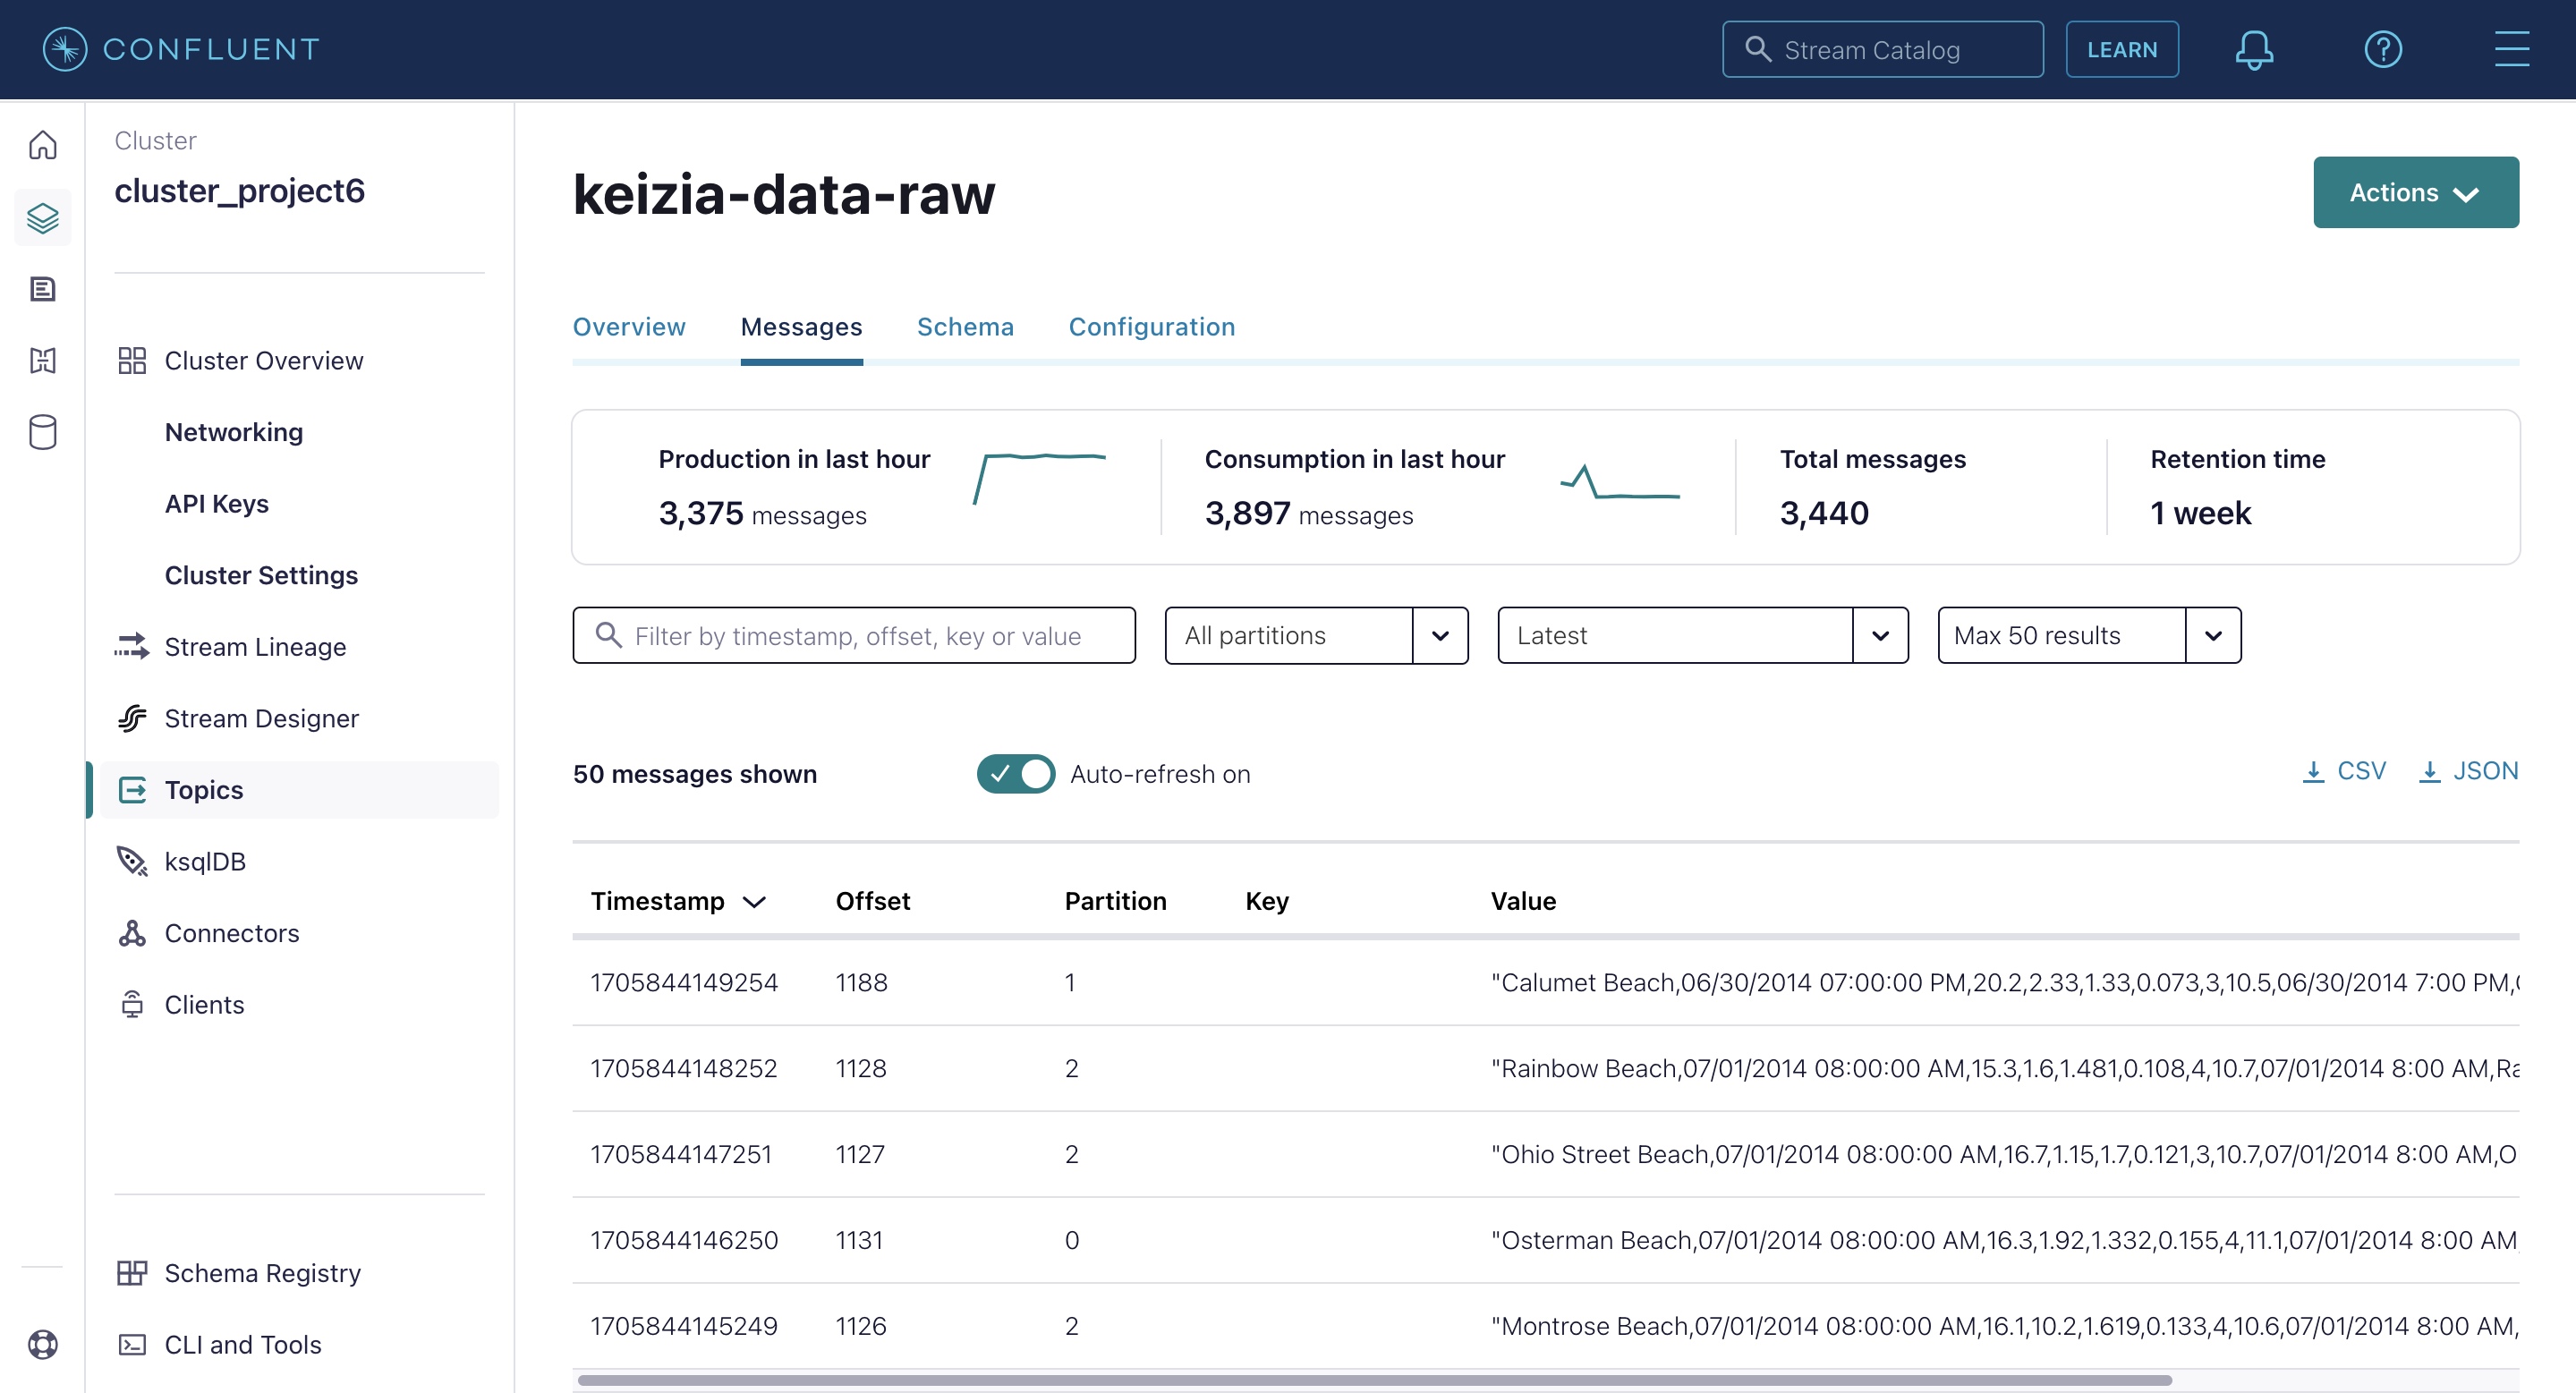 CONFLUENT
Stream Catalog
LEARN
Cluster
cluster_project6
Cluster Overview
Networking
API Keys
Cluster Settings
Stream Lineage
Stream Designer
Topics
ksqlDB
Connectors
Clients
Schema Registry
CLI and Tools
keizia-data-raw
Actions
Overview Messages Schema Configuration
Production in last hour
3,375 messages
Consumption in last hour
3,897 messages
Total messages
3,440
Retention time
1 week
Filter by timestamp, offset, key or value
All partitions
Latest
Max 50 results
50 messages shown
Auto-refresh on
CSV
JSON
Timestamp Offset Partition Key Value
1705844149254 1188 1 "Calumet Beach,06/30/2014 07:00:00 PM,20.2,2.33,1.33,0.073,3,10.5,06/30/2014 7:00 PM,
1705844148252 1128 2 "Rainbow Beach,07/01/2014 08:00:00 AM,15.3,1.6,1.481,0.108,4,10.7,07/01/2014 8:00 AM,Ra
1705844147251 1127 2 "Ohio Street Beach,07/01/2014 08:00:00 AM,16.7,1.15,1.7,0.121,3,10.7,07/01/2014 8:00 AM,O
1705844146250 1131 0 "Osterman Beach,07/01/2014 08:00:00 AM,16.3,1.92,1.332,0.155,4,11.1,07/01/2014 8:00 AM,
1705844145249 1126 2 "Montrose Beach,07/01/2014 08:00:00 AM,16.1,10.2,1.619,0.133,4,10.6,07/01/2014 8:00 AM,